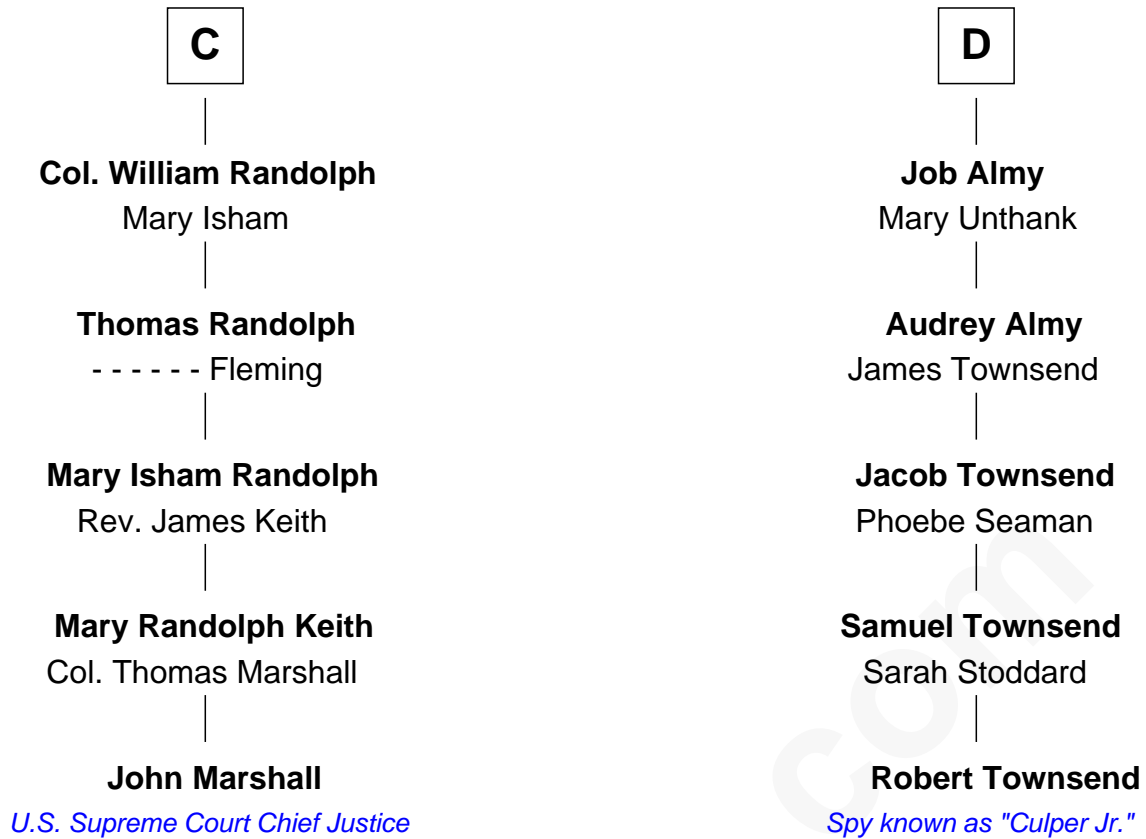 C
Col. William Randolph
Mary Isham
Thomas Randolph
- - - - - - Fleming
Mary Isham Randolph
Rev. James Keith
Mary Randolph Keith
Col. Thomas Marshall
John Marshall
U.S. Supreme Court Chief Justice
D
Job Almy
Mary Unthank
Audrey Almy
James Townsend
Jacob Townsend
Phoebe Seaman
Samuel Townsend
Sarah Stoddard
Robert Townsend
Spy known as "Culper Jr."
com